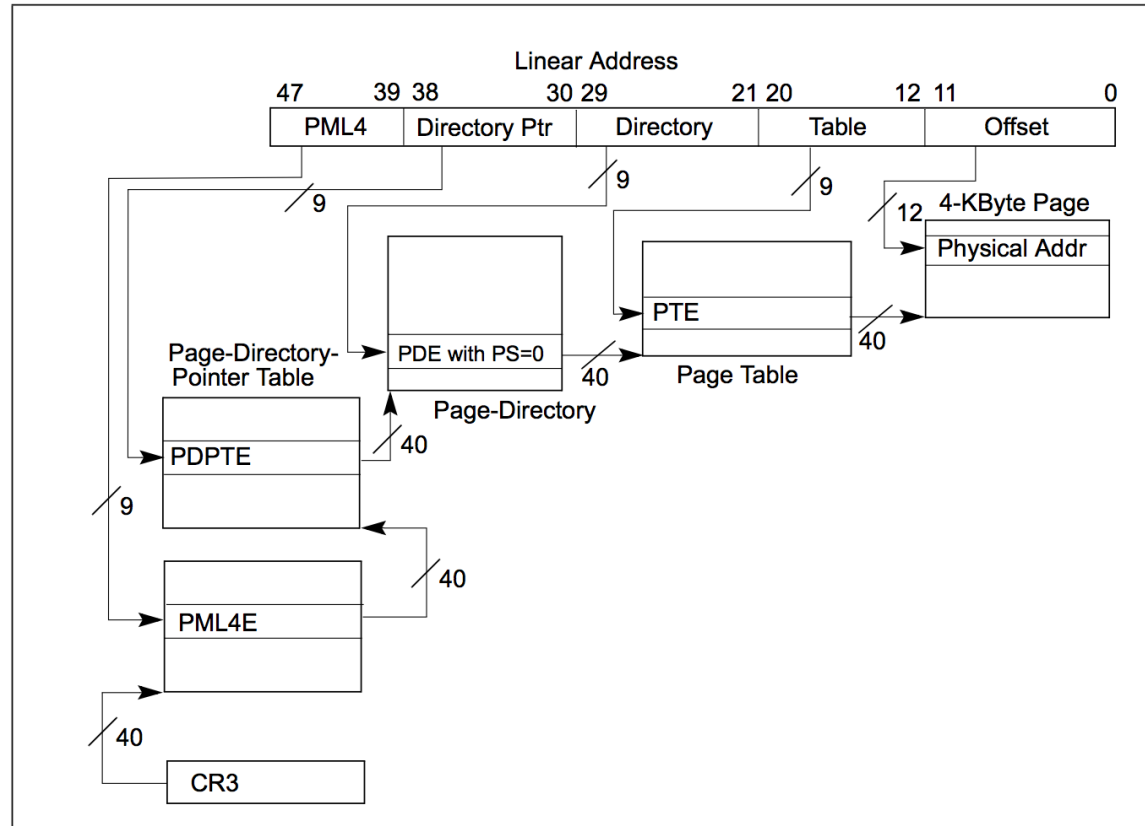 Linear Address
47 39 38 30 29 21 20 12 11 0
PML4 Directory Ptr Directory Table Offset
9 9 9
12 4-KByte Page
Physical Addr
PTE
40
Page-Directory-
Pointer Table
PDE with PS=0
40
Page Table
Page-Directory
PDPTE
40
9
40
PML4E
40
CR3